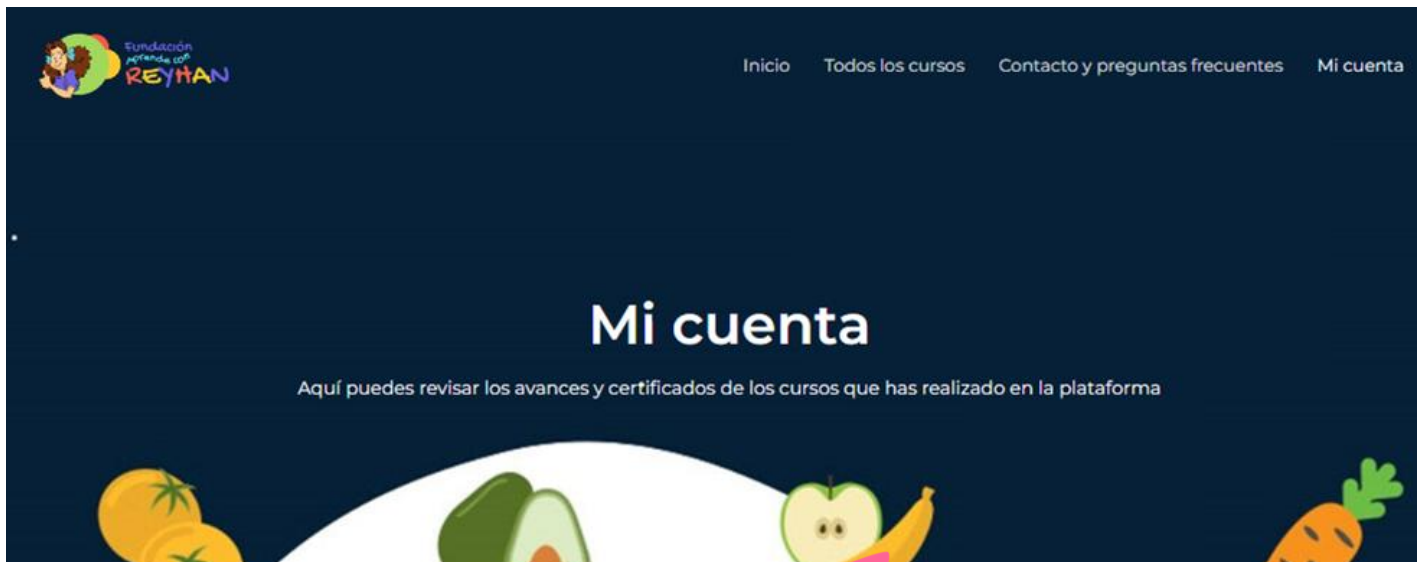 Fundación
Aprende con
REYHAN
Inicio Todos los cursos Contacto y preguntas frecuentes Mi cuenta
Mi cuenta
Aquí puedes revisar los avances y certificados de los cursos que has realizado en la plataforma